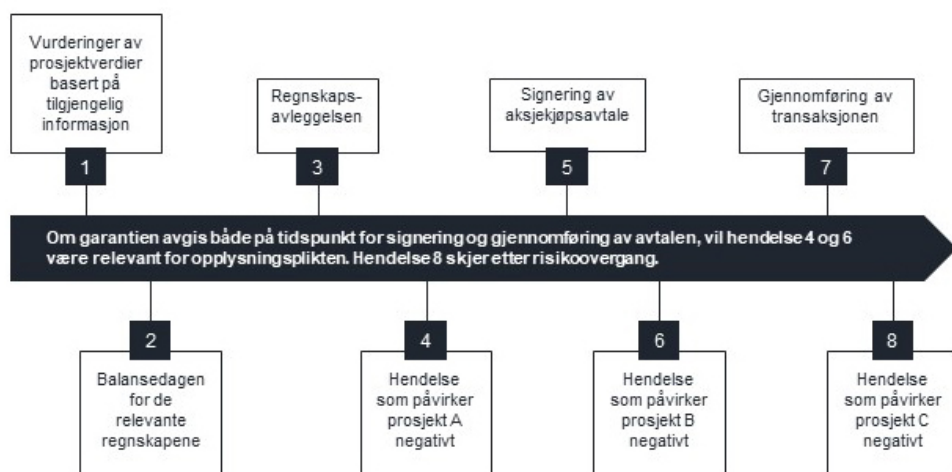 Vurderinger av
prosjektverdier
basert på
tilgjengelig
informasjon
1
Regnskaps-
avleggelsen
3
Signering av
aksjekjøpsavtale
5
Gjennomføring av
transaksjonen
7
Om garantien avgis både på tidspunkt for signering og gjennomføring av avtalen, vil hendelse 4 og 6
være relevant for opplysningsplikten. Hendelse 8 skjer etter risikoovergang.
2
Balansedagen
for de
relevante
regnskapene
4
Hendelse
som påvirker
prosjekt A
negativt
6
Hendelse
som påvirker
prosjekt B
negativt
8
Hendelse
som påvirker
prosjekt C
negativt